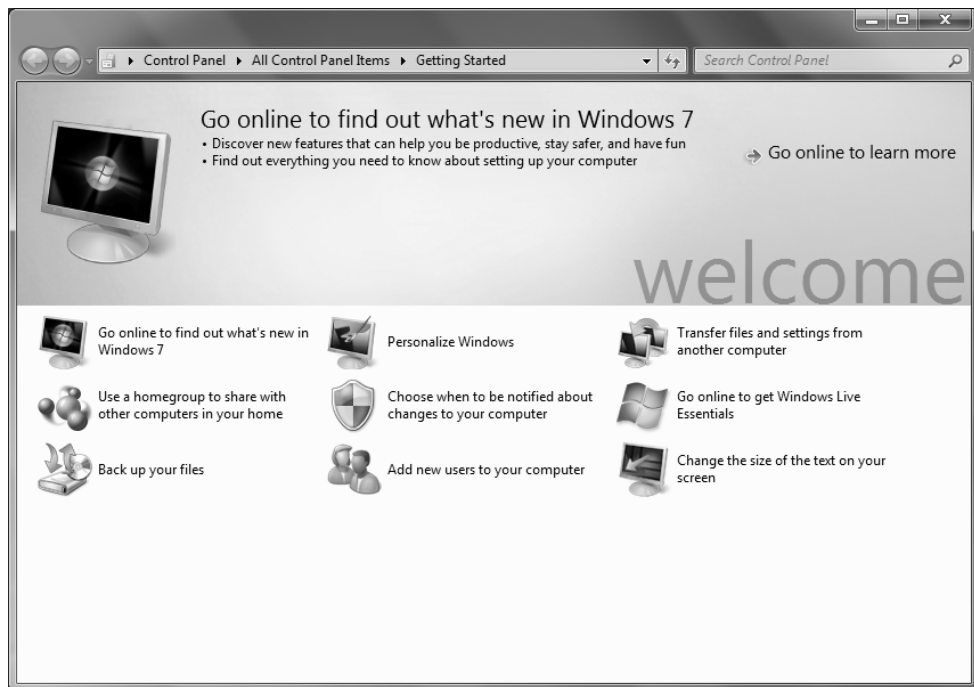 Control Panel ▸ All Control Panel Items ▸ Getting Started
Search Control Panel
Go online to find out what's new in Windows 7
• Discover new features that can help you be productive, stay safer, and have fun
• Find out everything you need to know about setting up your computer
Go online to learn more
welcome
Go online to find out what's new in
Windows 7
Personalize Windows
Transfer files and settings from
another computer
Use a homegroup to share with
other computers in your home
Choose when to be notified about
changes to your computer
Go online to get Windows Live
Essentials
Back up your files
Add new users to your computer
Change the size of the text on your
screen